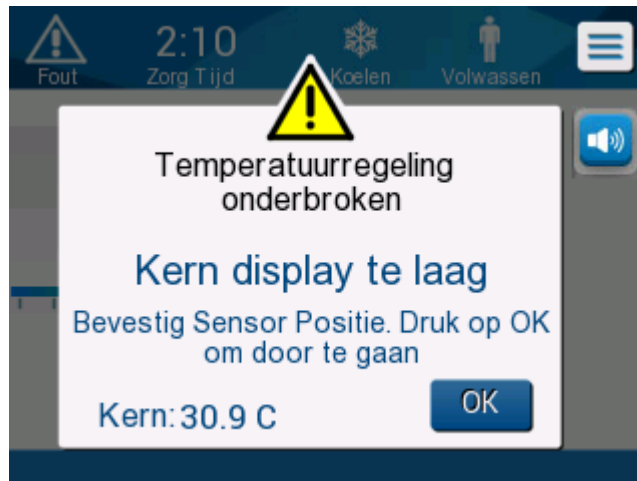 2:10
Fout
Zorg Tijd
Koelen
Volwassen
Temperatuurregeling
onderbroken
Kern display te laag
Bevestig Sensor Positie. Druk op OK
om door te gaan
Kern: 30.9 C
OK